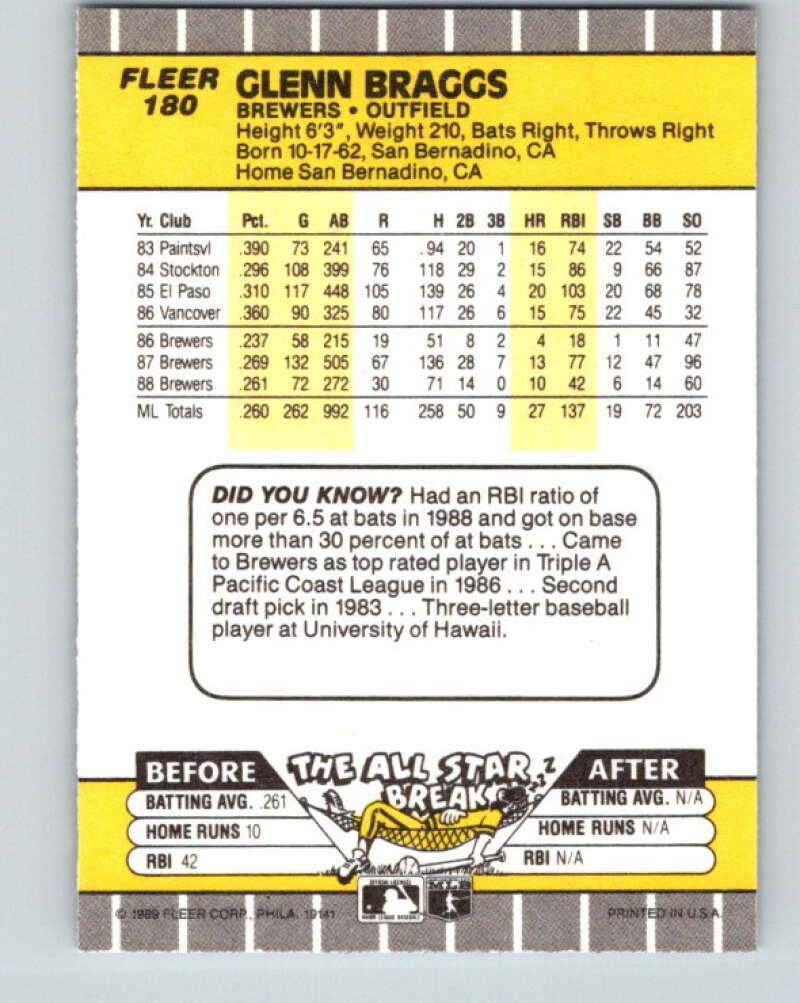 FLEER
180
GLENN BRAGGS
BREWERS • OUTFIELD
Height 6'3", Weight 210, Bats Right, Throws Right
Born 10-17-62, San Bernadino, CA
Home San Bernadino, CA
Yr. Club Pct. G AB R H 2B 3B HR RBI SB BB SO
83 Paintsvl .390 73 241 65 94 20 1 16 74 22 54 52
84 Stockton .296 108 399 76 118 29 2 15 86 9 66 87
85 El Paso .310 117 448 105 139 26 4 20 103 20 68 78
86 Vancover .360 90 325 80 117 26 6 15 75 22 45 32
86 Brewers .237 58 215 19 51 8 2 4 18 1 11 47
87 Brewers .269 132 505 67 136 28 7 13 77 12 47 96
88 Brewers .261 72 272 30 71 14 0 10 42 6 14 60
ML Totals .260 262 992 116 258 50 9 27 137 19 72 203
DID YOU KNOW? Had an RBI ratio of
one per 6.5 at bats in 1988 and got on base
more than 30 percent of at bats . . . Came
to Brewers as top rated player in Triple A
Pacific Coast League in 1986 . . . Second
draft pick in 1983 . . . Three-letter baseball
player at University of Hawaii.
THE ALL STAR
BREAK
ZZZ
BEFORE
BATTING AVG. .261
HOME RUNS 10
RBI 42
AFTER
BATTING AVG. N/A
HOME RUNS N/A
RBI N/A
MLB
© 1989 FLEER CORP., PHILA. 19141
PRINTED IN U.S.A.